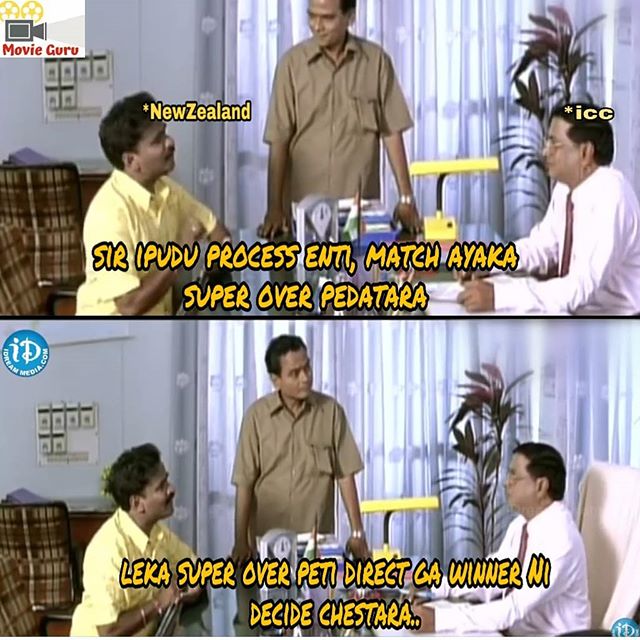 Movie Guru
*NewZealand
*icc
SIR IPUDU PROCESS ENTI, MATCH AYAKA
SUPER OVER PEDATARA
iD
IDREAM MEDIA.COM
LEKA SUPER OVER PETI DIRECT GA WINNER NI
DECIDE CHESTARA..